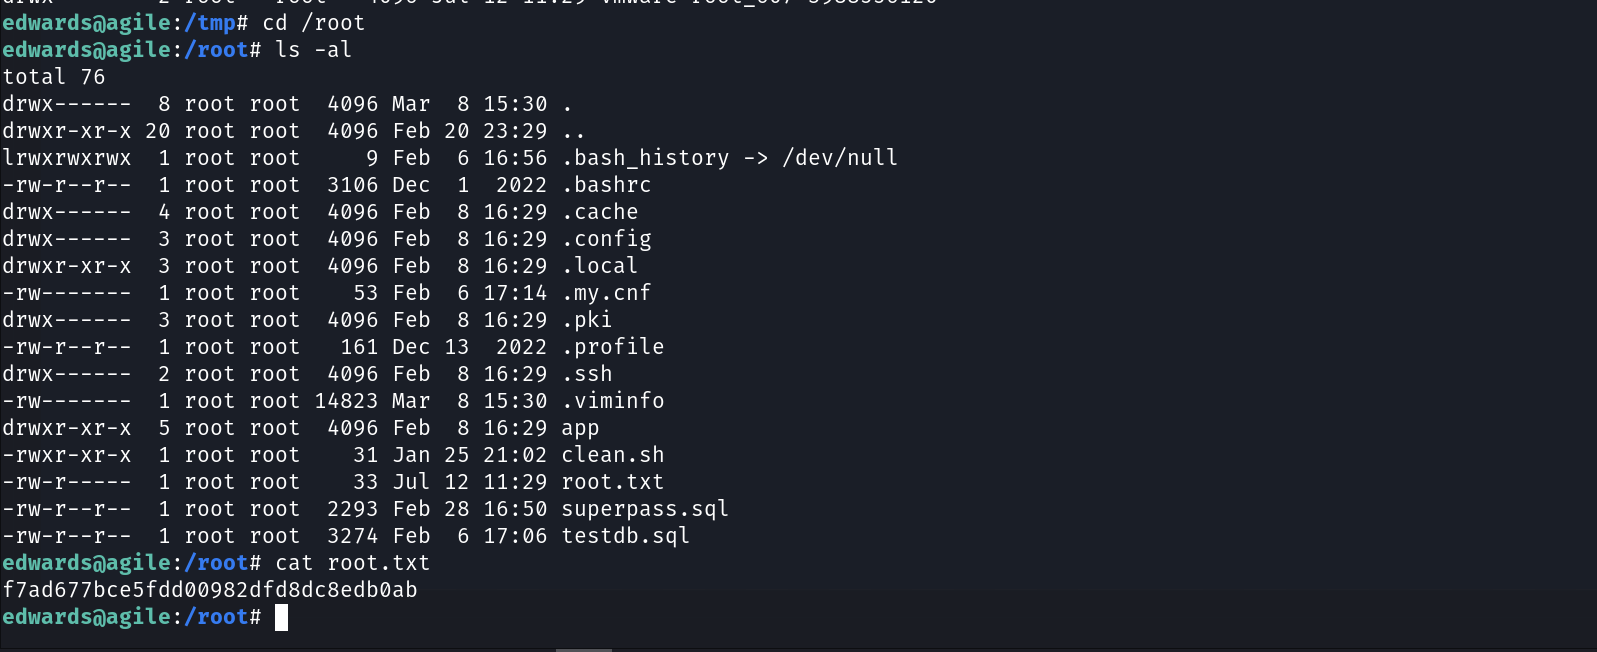 edwards@agile:/tmp# cd /root
edwards@agile:/root# ls -al
total 76
drwx------  8 root root  4096 Mar  8 15:30 .
drwxr-xr-x 20 root root  4096 Feb 20 23:29 ..
lrwxrwxrwx  1 root root     9 Feb  6 16:56 .bash_history -> /dev/null
-rw-r--r--  1 root root  3106 Dec  1  2022 .bashrc
drwx------  4 root root  4096 Feb  8 16:29 .cache
drwx------  3 root root  4096 Feb  8 16:29 .config
drwxr-xr-x  3 root root  4096 Feb  8 16:29 .local
-rw-------  1 root root    53 Feb  6 17:14 .my.cnf
drwx------  3 root root  4096 Feb  8 16:29 .pki
-rw-r--r--  1 root root   161 Dec 13  2022 .profile
drwx------  2 root root  4096 Feb  8 16:29 .ssh
-rw-------  1 root root 14823 Mar  8 15:30 .viminfo
drwxr-xr-x  5 root root  4096 Feb  8 16:29 app
-rwxr-xr-x  1 root root    31 Jan 25 21:02 clean.sh
-rw-r-----  1 root root    33 Jul 12 11:29 root.txt
-rw-r--r--  1 root root  2293 Feb 28 16:50 superpass.sql
-rw-r--r--  1 root root  3274 Feb  6 17:06 testdb.sql
edwards@agile:/root# cat root.txt
f7ad677bce5fdd00982dfd8dc8edb0ab
edwards@agile:/root#